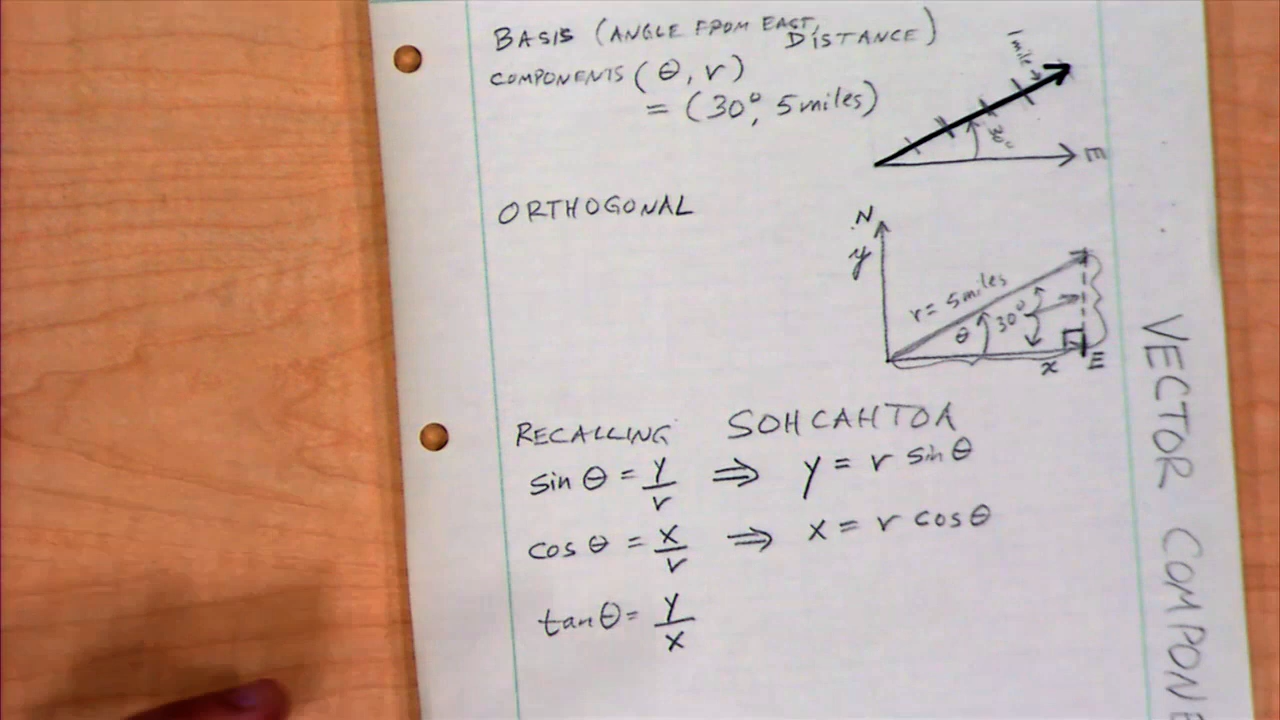 BASIS (ANGLE FROM EAST,
DISTANCE)
COMPONENTS (θ, r)
= (30°, 5 miles)
1 mile
30°
E
ORTHOGONAL
N
y
r = 5 miles
θ 30°
x E
RECALLING SOHCAHTOA
sin θ = y/r ⇒ y = r sin θ
cos θ = x/r ⇒ x = r cos θ
tan θ = y/x
VECTOR COMPONE